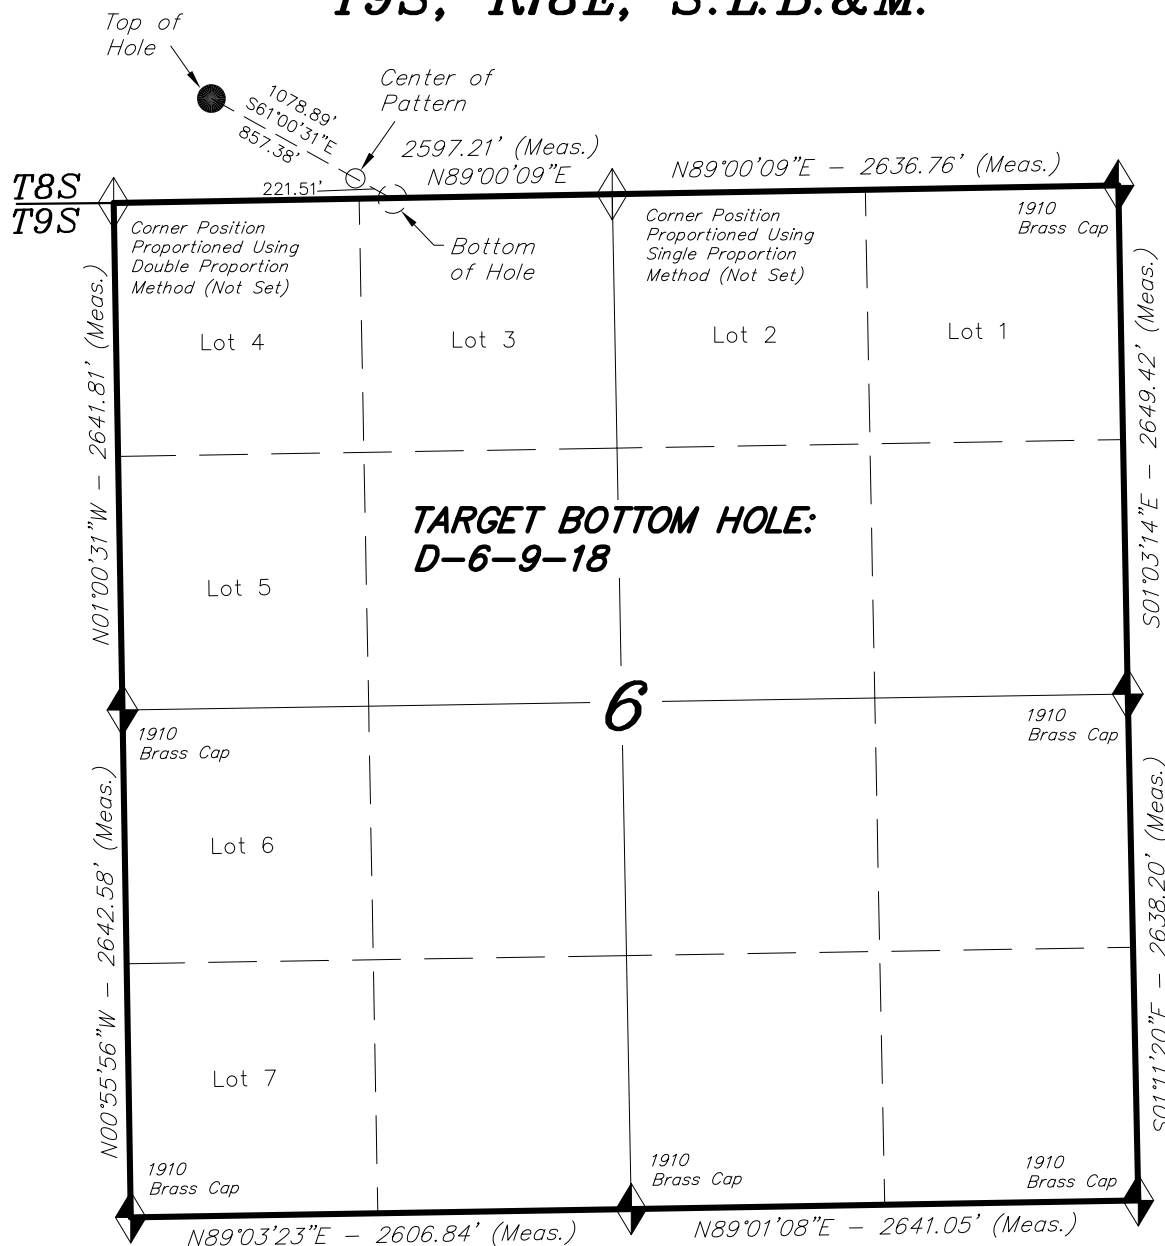 T9S, R18E, S.L.B.&M.
Top of
Hole
Center of
Pattern
1078.89'
S61°00'31"E
857.38'
221.51'
2597.21' (Meas.)
N89°00'09"E
N89°00'09"E - 2636.76' (Meas.)
T8S
T9S
Corner Position
Proportioned Using
Double Proportion
Method (Not Set)
Bottom
of Hole
Corner Position
Proportioned Using
Single Proportion
Method (Not Set)
1910
Brass Cap
Lot 4
Lot 3
Lot 2
Lot 1
N01°00'31"W - 2641.81' (Meas.)
S01°03'14"E - 2649.42' (Meas.)
TARGET BOTTOM HOLE:
D-6-9-18
Lot 5
6
1910
Brass Cap
1910
Brass Cap
Lot 6
N00°55'56"W - 2642.58' (Meas.)
S01°11'20"E - 2638.20' (Meas.)
Lot 7
1910
Brass Cap
1910
Brass Cap
1910
Brass Cap
N89°03'23"E - 2606.84' (Meas.)
N89°01'08"E - 2641.05' (Meas.)